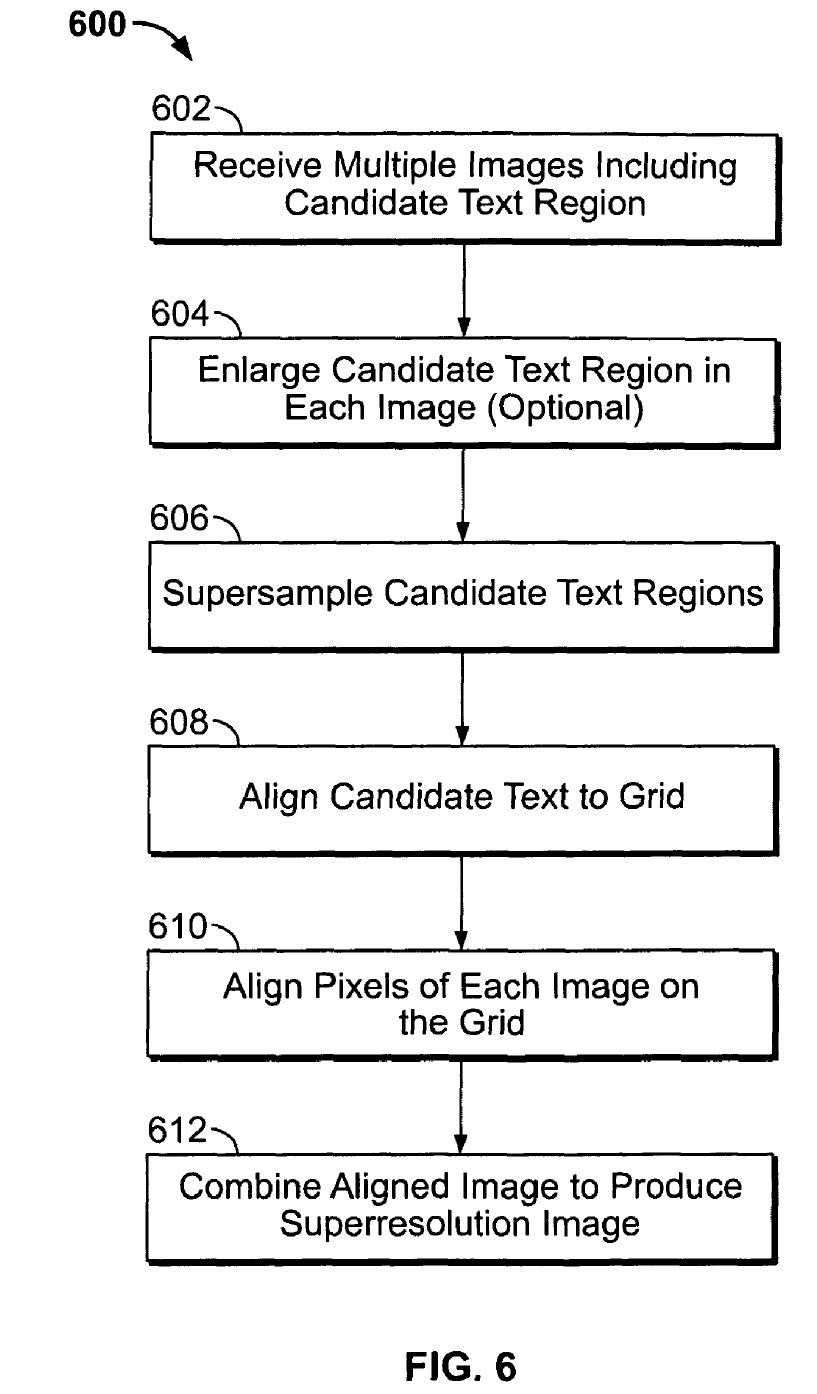 600
602
Receive Multiple Images Including
Candidate Text Region
604
Enlarge Candidate Text Region in
Each Image (Optional)
606
Supersample Candidate Text Regions
608
Align Candidate Text to Grid
610
Align Pixels of Each Image on
the Grid
612
Combine Aligned Image to Produce
Superresolution Image
FIG. 6